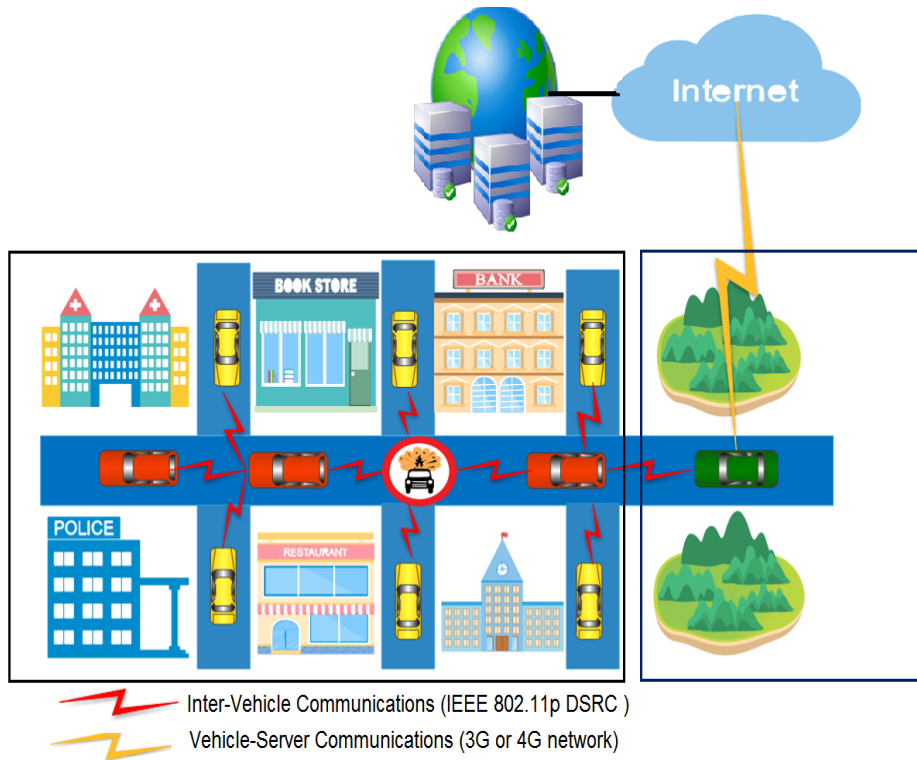 Internet
BOOK STORE
BANK
POLICE
RESTAURANT
Inter-Vehicle Communications (IEEE 802.11p DSRC )
Vehicle-Server Communications (3G or 4G network)